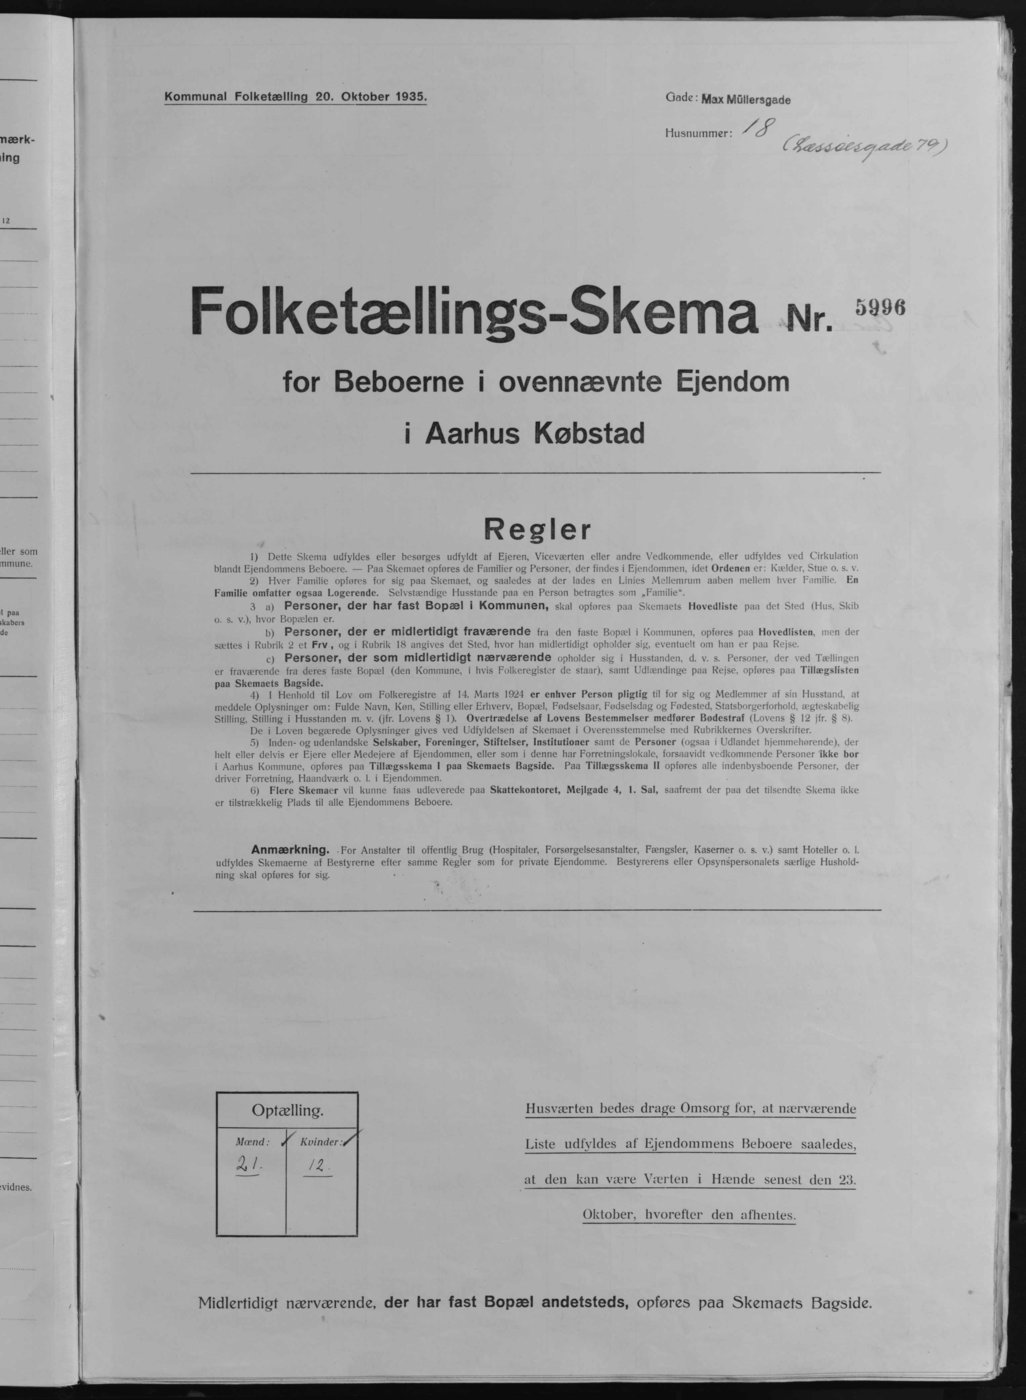 mærk-
ing
12
ller som
mmune.
t paa
skabers
de
evidnes.
Kommunal Folketælling 20. Oktober 1935.
Gade: Max Müllersgade
Husnummer: 18
(Læssøesgade 79)
Folketællings-Skema Nr. 5996
for Beboerne i ovennævnte Ejendom
i Aarhus Købstad
Regler
1) Dette Skema udfyldes eller besørges udfyldt af Ejeren, Viceværten eller andre Vedkommende, eller udfyldes ved Cirkulation
blandt Ejendommens Beboere. — Paa Skemaet opføres de Familier og Personer, der findes i Ejendommen, idet Ordenen er: Kælder, Stue o. s. v.
2) Hver Familie opføres for sig paa Skemaet, og saaledes at der lades en Linies Mellemrum aaben mellem hver Familie. En
Familie omfatter ogsaa Logerende. Selvstændige Husstande paa en Person betragtes som „Familie“.
3 a) Personer, der har fast Bopæl i Kommunen, skal opføres paa Skemaets Hovedliste paa det Sted (Hus, Skib
o. s. v.), hvor Bopælen er.
b) Personer, der er midlertidigt fraværende fra den faste Bopæl i Kommunen, opføres paa Hovedlisten, men der
sættes i Rubrik 2 et Frv., og i Rubrik 18 angives det Sted, hvor han midlertidigt opholder sig, eventuelt om han er paa Rejse.
c) Personer, der som midlertidigt nærværende opholder sig i Husstanden, d. v. s. Personer, der ved Tællingen
er fraværende fra deres faste Bopæl (den Kommune, i hvis Folkeregister de staar), samt Udlændinge paa Rejse, opføres paa Tillægslisten
paa Skemaets Bagside.
4) I Henhold til Lov om Folkeregistre af 14. Marts 1924 er enhver Person pligtig til for sig og Medlemmer af sin Husstand, at
meddele Oplysninger om: Fulde Navn, Køn, Stilling eller Erhverv, Bopæl, Fødselsaar, Fødselsdag og Fødested, Statsborgerforhold, ægteskabelig
Stilling, Stilling i Husstanden m. v. (jfr. Lovens § 1). Overtrædelse af Lovens Bestemmelser medfører Bødestraf (Lovens § 12 jfr. § 8).
De i Loven begærede Oplysninger gives ved Udfyldelsen af Skemaet i Overensstemmelse med Rubrikkernes Overskrifter.
5) Inden- og udenlandske Selskaber, Foreninger, Stiftelser, Institutioner samt de Personer (ogsaa i Udlandet hjemmehørende), der
helt eller delvis er Ejere eller Medejere af Ejendommen, eller som i denne har Forretningslokale, forsaavidt vedkommende Personer ikke bor
i Aarhus Kommune, opføres paa Tillægsskema I paa Skemaets Bagside. Paa Tillægsskema II opføres alle indenbysboende Personer, der
driver Forretning, Haandværk o. l. i Ejendommen.
6) Flere Skemaer vil kunne faas udleverede paa Skattekontoret, Mejlgade 4, 1. Sal, saafremt der paa det tilsendte Skema ikke
er tilstrækkelig Plads til alle Ejendommens Beboere.
Anmærkning. For Anstalter til offentlig Brug (Hospitaler, Forsørgelsesanstalter, Fængsler, Kaserner o. s. v.) samt Hoteller o. l.
udfyldes Skemaerne af Bestyrerne efter samme Regler som for private Ejendomme. Bestyrerens eller Opsynspersonalets særlige Hushold-
ning skal opføres for sig.
Optælling.
Mænd: Kvinder:
21. 12.
Husværten bedes drage Omsorg for, at nærværende
Liste udfyldes af Ejendommens Beboere saaledes,
at den kan være Værten i Hænde senest den 23.
Oktober, hvorefter den afhentes.
Midlertidigt nærværende, der har fast Bopæl andetsteds, opføres paa Skemaets Bagside.